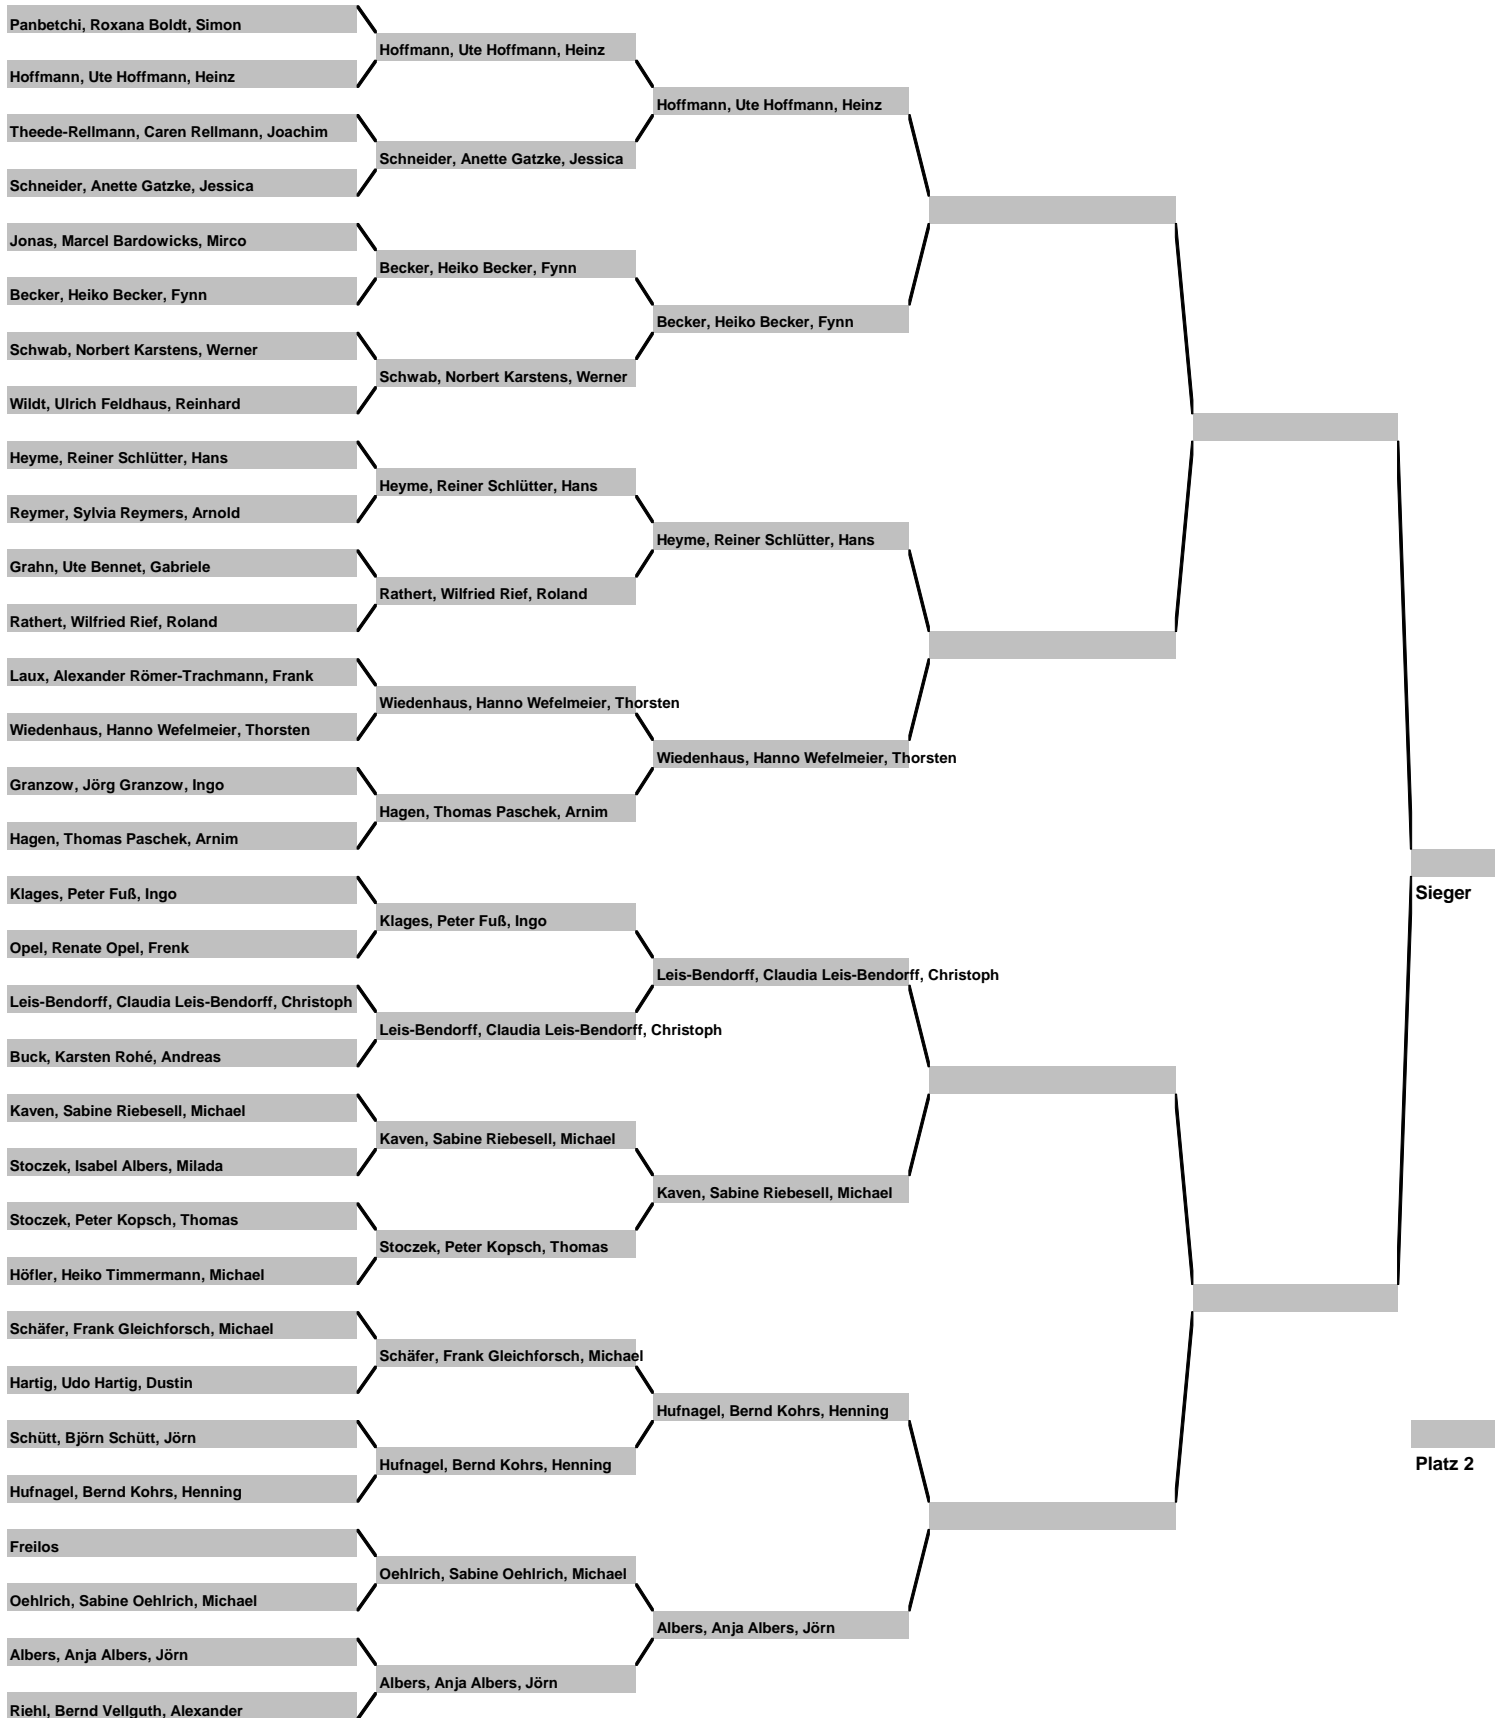 Panbetchi, Roxana Boldt, Simon
Hoffmann, Ute Hoffmann, Heinz
Theede-Rellmann, Caren Rellmann, Joachim
Schneider, Anette Gatzke, Jessica
Jonas, Marcel Bardowicks, Mirco
Becker, Heiko Becker, Fynn
Schwab, Norbert Karstens, Werner
Wildt, Ulrich Feldhaus, Reinhard
Heyme, Reiner Schlütter, Hans
Reymer, Sylvia Reymers, Arnold
Grahn, Ute Bennet, Gabriele
Rathert, Wilfried Rief, Roland
Laux, Alexander Römer-Trachmann, Frank
Wiedenhaus, Hanno Wefelmeier, Thorsten
Granzow, Jörg Granzow, Ingo
Hagen, Thomas Paschek, Arnim
Klages, Peter Fuß, Ingo
Opel, Renate Opel, Frenk
Leis-Bendorff, Claudia Leis-Bendorff, Christoph
Buck, Karsten Rohé, Andreas
Kaven, Sabine Riebesell, Michael
Stoczek, Isabel Albers, Milada
Stoczek, Peter Kopsch, Thomas
Höfler, Heiko Timmermann, Michael
Schäfer, Frank Gleichforsch, Michael
Hartig, Udo Hartig, Dustin
Schütt, Björn Schütt, Jörn
Hufnagel, Bernd Kohrs, Henning
Freilos
Oehlrich, Sabine Oehlrich, Michael
Albers, Anja Albers, Jörn
Riehl, Bernd Vellguth, Alexander
Hoffmann, Ute Hoffmann, Heinz
Schneider, Anette Gatzke, Jessica
Becker, Heiko Becker, Fynn
Schwab, Norbert Karstens, Werner
Heyme, Reiner Schlütter, Hans
Rathert, Wilfried Rief, Roland
Wiedenhaus, Hanno Wefelmeier, Thorsten
Hagen, Thomas Paschek, Arnim
Klages, Peter Fuß, Ingo
Leis-Bendorff, Claudia Leis-Bendorff, Christoph
Kaven, Sabine Riebesell, Michael
Stoczek, Peter Kopsch, Thomas
Schäfer, Frank Gleichforsch, Michael
Hufnagel, Bernd Kohrs, Henning
Oehlrich, Sabine Oehlrich, Michael
Albers, Anja Albers, Jörn
Hoffmann, Ute Hoffmann, Heinz
Becker, Heiko Becker, Fynn
Heyme, Reiner Schlütter, Hans
Wiedenhaus, Hanno Wefelmeier, Thorsten
Leis-Bendorff, Claudia Leis-Bendorff, Christoph
Kaven, Sabine Riebesell, Michael
Hufnagel, Bernd Kohrs, Henning
Albers, Anja Albers, Jörn
Sieger
Platz 2